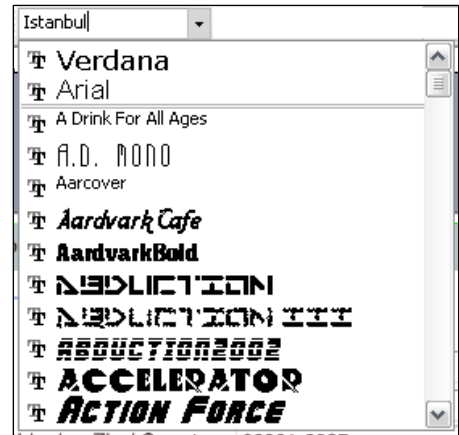 Istanbul
Verdana
Arial
A Drink For All Ages
A.D. MONO
Aarcover
Aardvark Cafe
AardvarkBold
ABDUCTION
ABDUCTION III
ABDUCTION2002
ACCELERATOR
ACTION FORCE